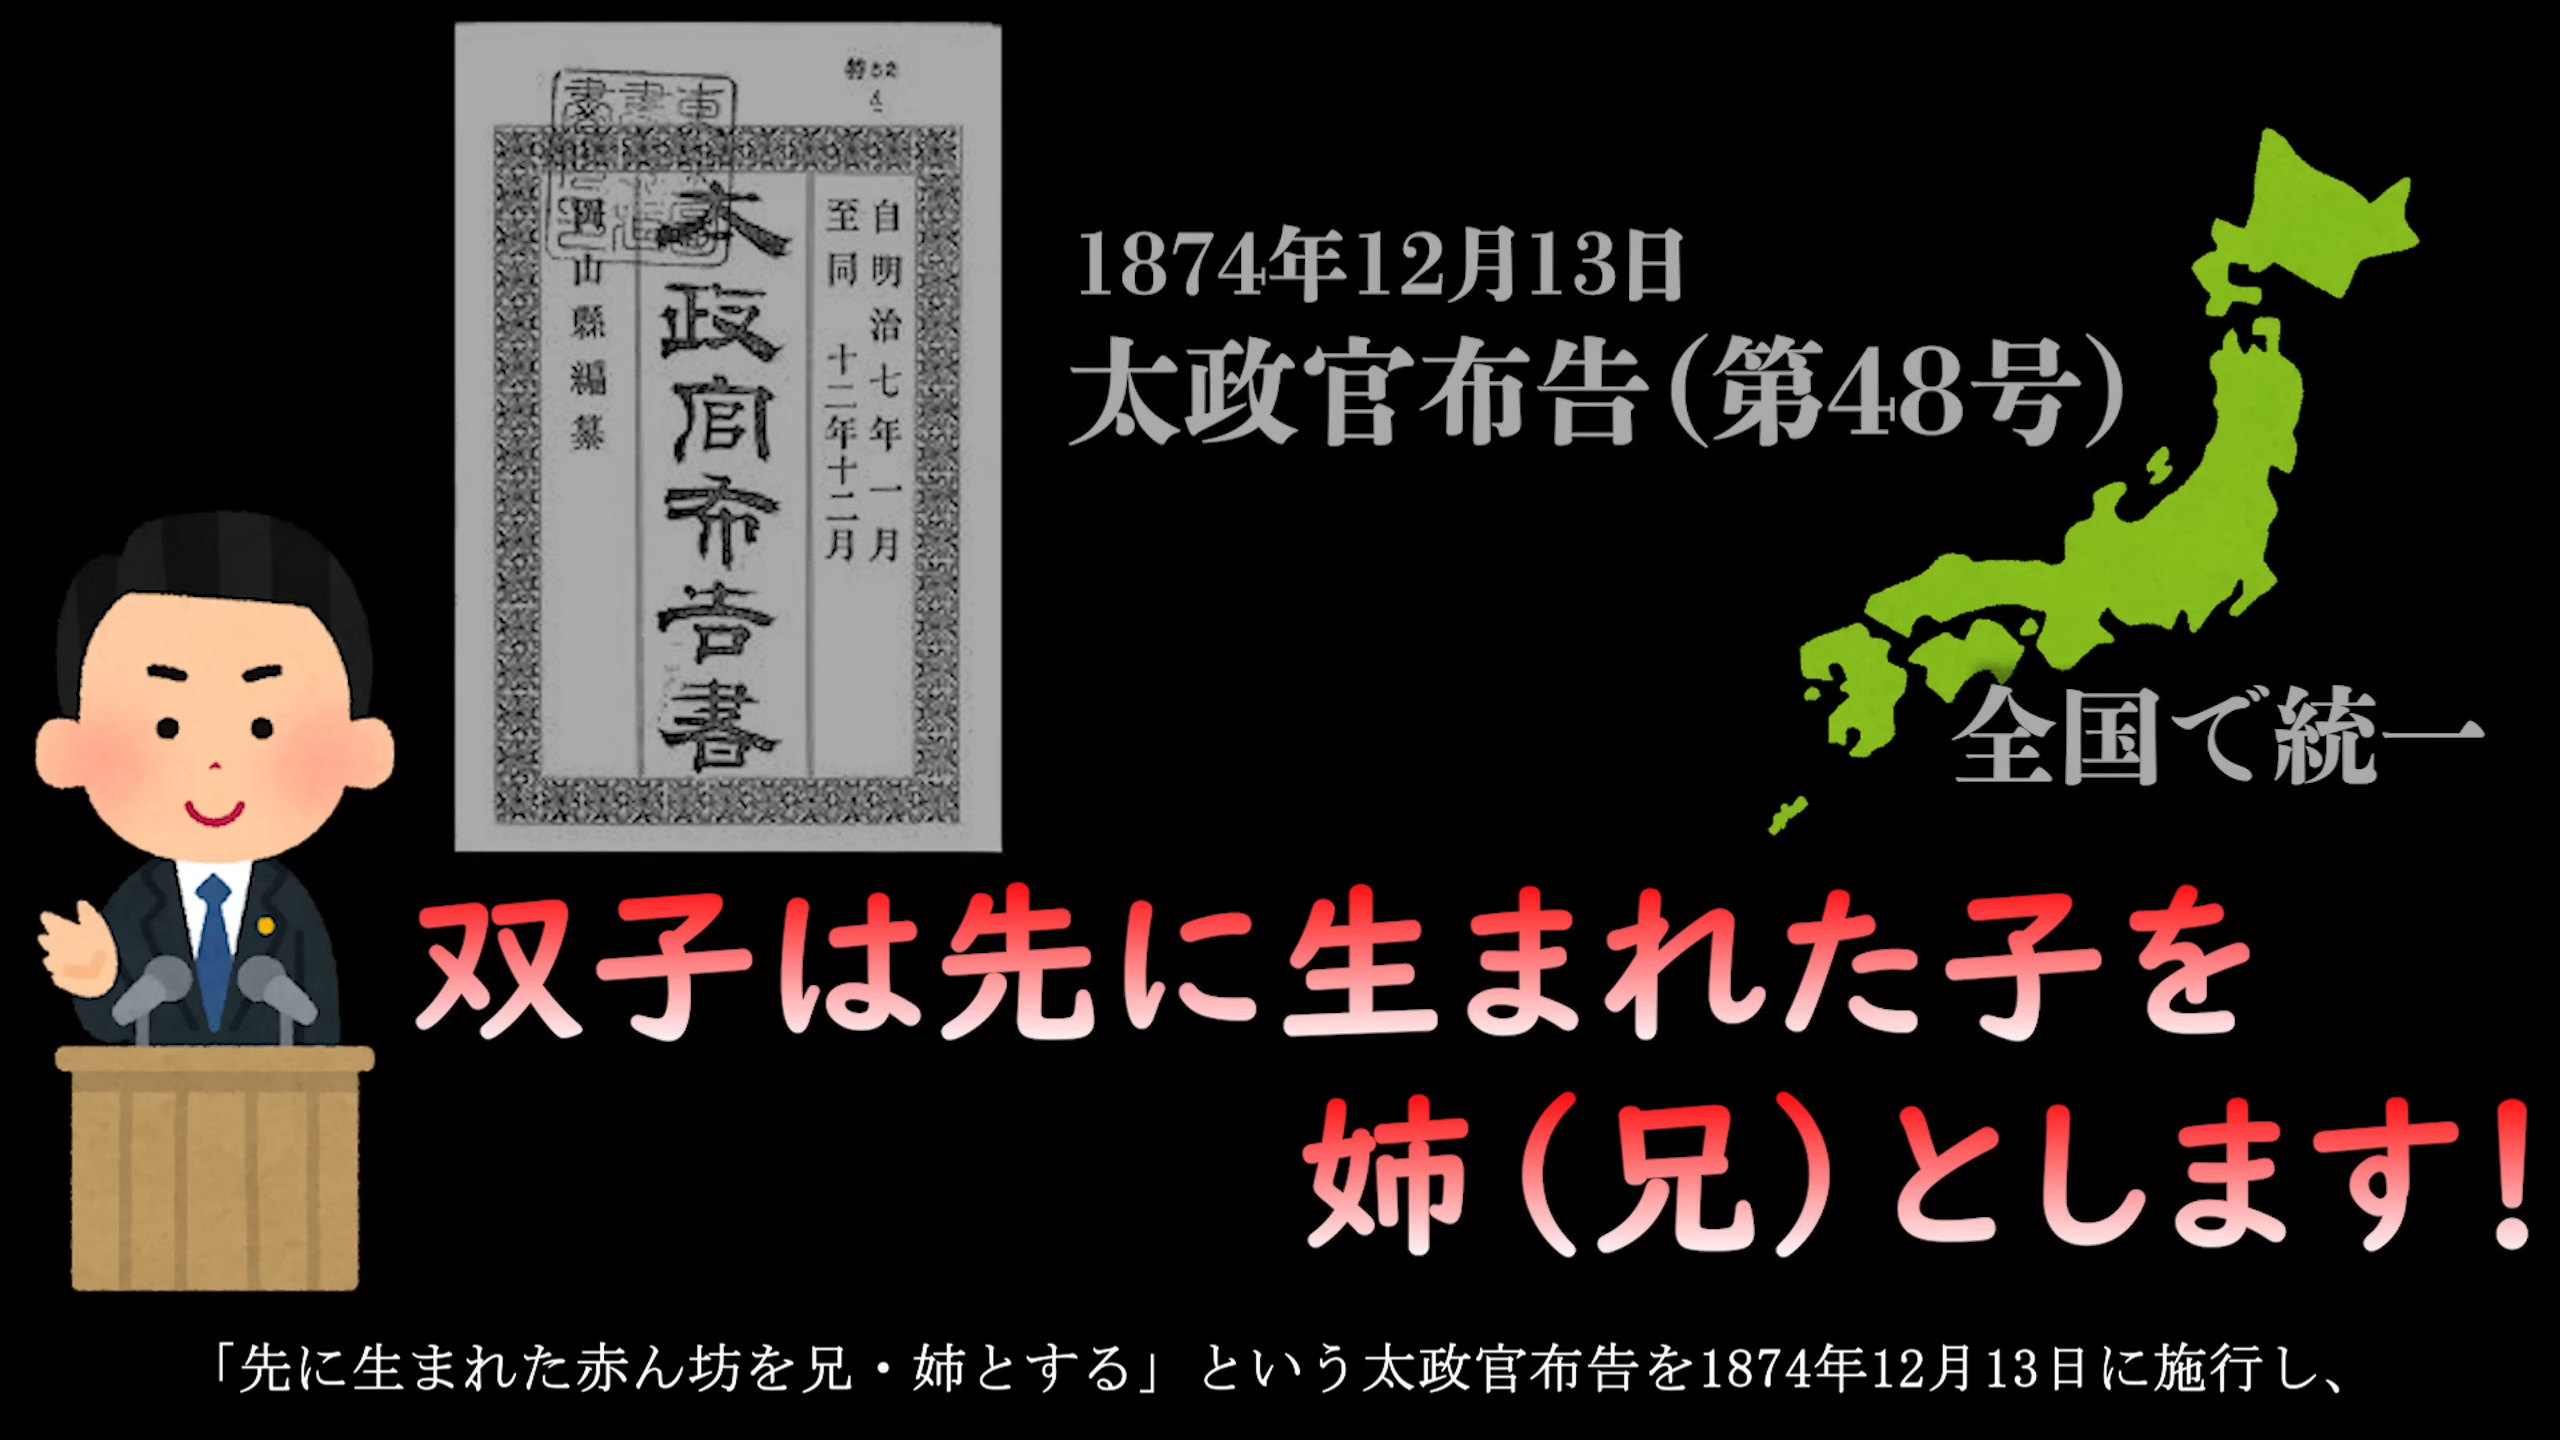 特52
自明治七年一月
至同 十二年十二月
太政官布告書
岡山縣編纂
1874年12月13日
太政官布告(第48号)
全国で統一
双子は先に生まれた子を
姉(兄)とします!
「先に生まれた赤ん坊を兄・姉とする」という太政官布告を1874年12月13日に施行し、